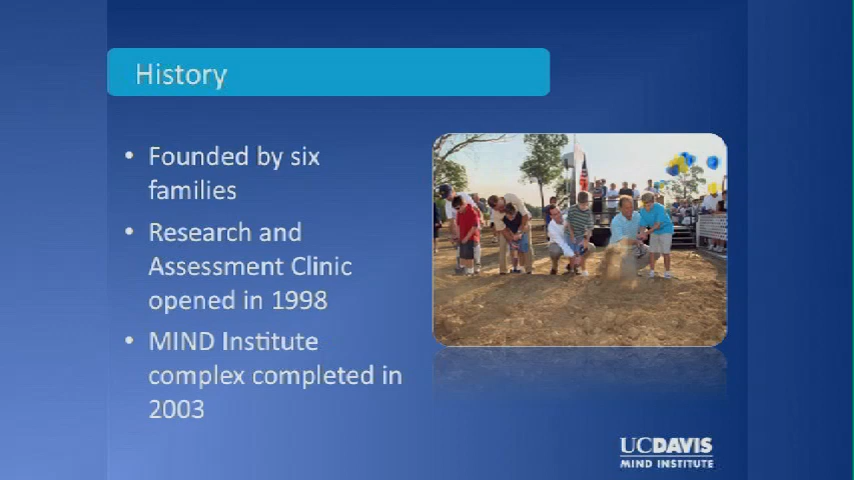 History
• Founded by six
families
• Research and
Assessment Clinic
opened in 1998
• MIND Institute
complex completed in
2003
UCDAVIS
MIND INSTITUTE